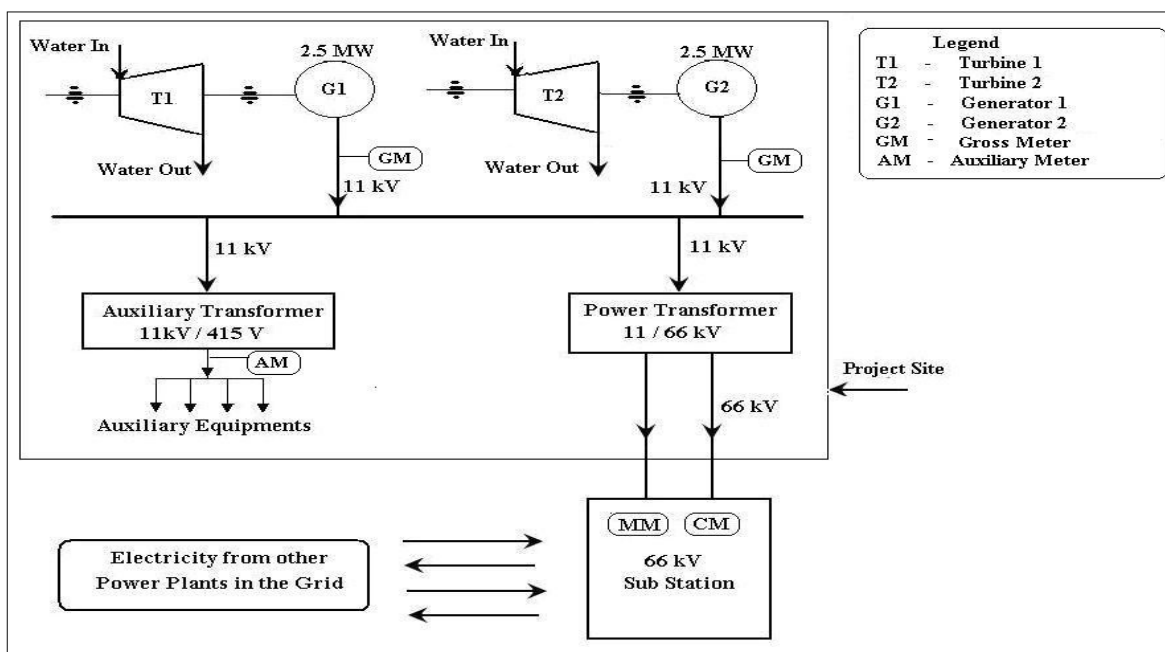 Water In
2.5 MW
T1
G1
Water Out
GM
11 kV
Water In
2.5 MW
T2
G2
Water Out
GM
11 kV
Legend
T1 - Turbine 1
T2 - Turbine 2
G1 - Generator 1
G2 - Generator 2
GM - Gross Meter
AM - Auxiliary Meter
11 kV
Auxiliary Transformer
11kV / 415 V
AM
Auxiliary Equipments
11 kV
Power Transformer
11 / 66 kV
66 kV
Project Site
MM
CM
66 kV
Sub Station
Electricity from other
Power Plants in the Grid